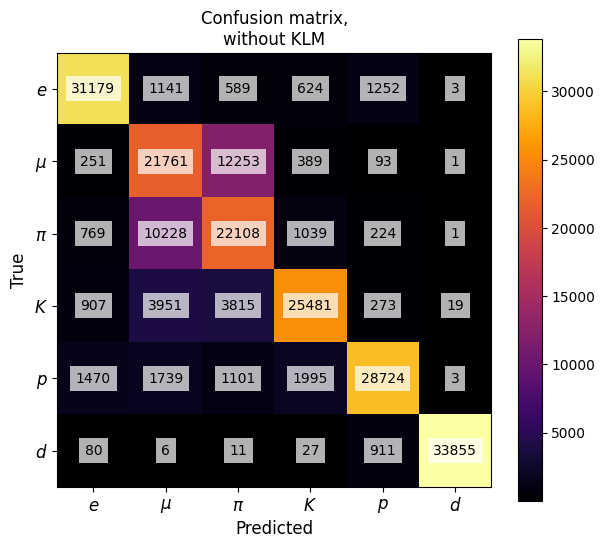 Confusion matrix,
without KLM
True
e 31179 1141 589 624 1252 3
μ 251 21761 12253 389 93 1
π 769 10228 22108 1039 224 1
K 907 3951 3815 25481 273 19
p 1470 1739 1101 1995 28724 3
d 80 6 11 27 911 33855
e μ π K p d
Predicted
30000
25000
20000
15000
10000
5000